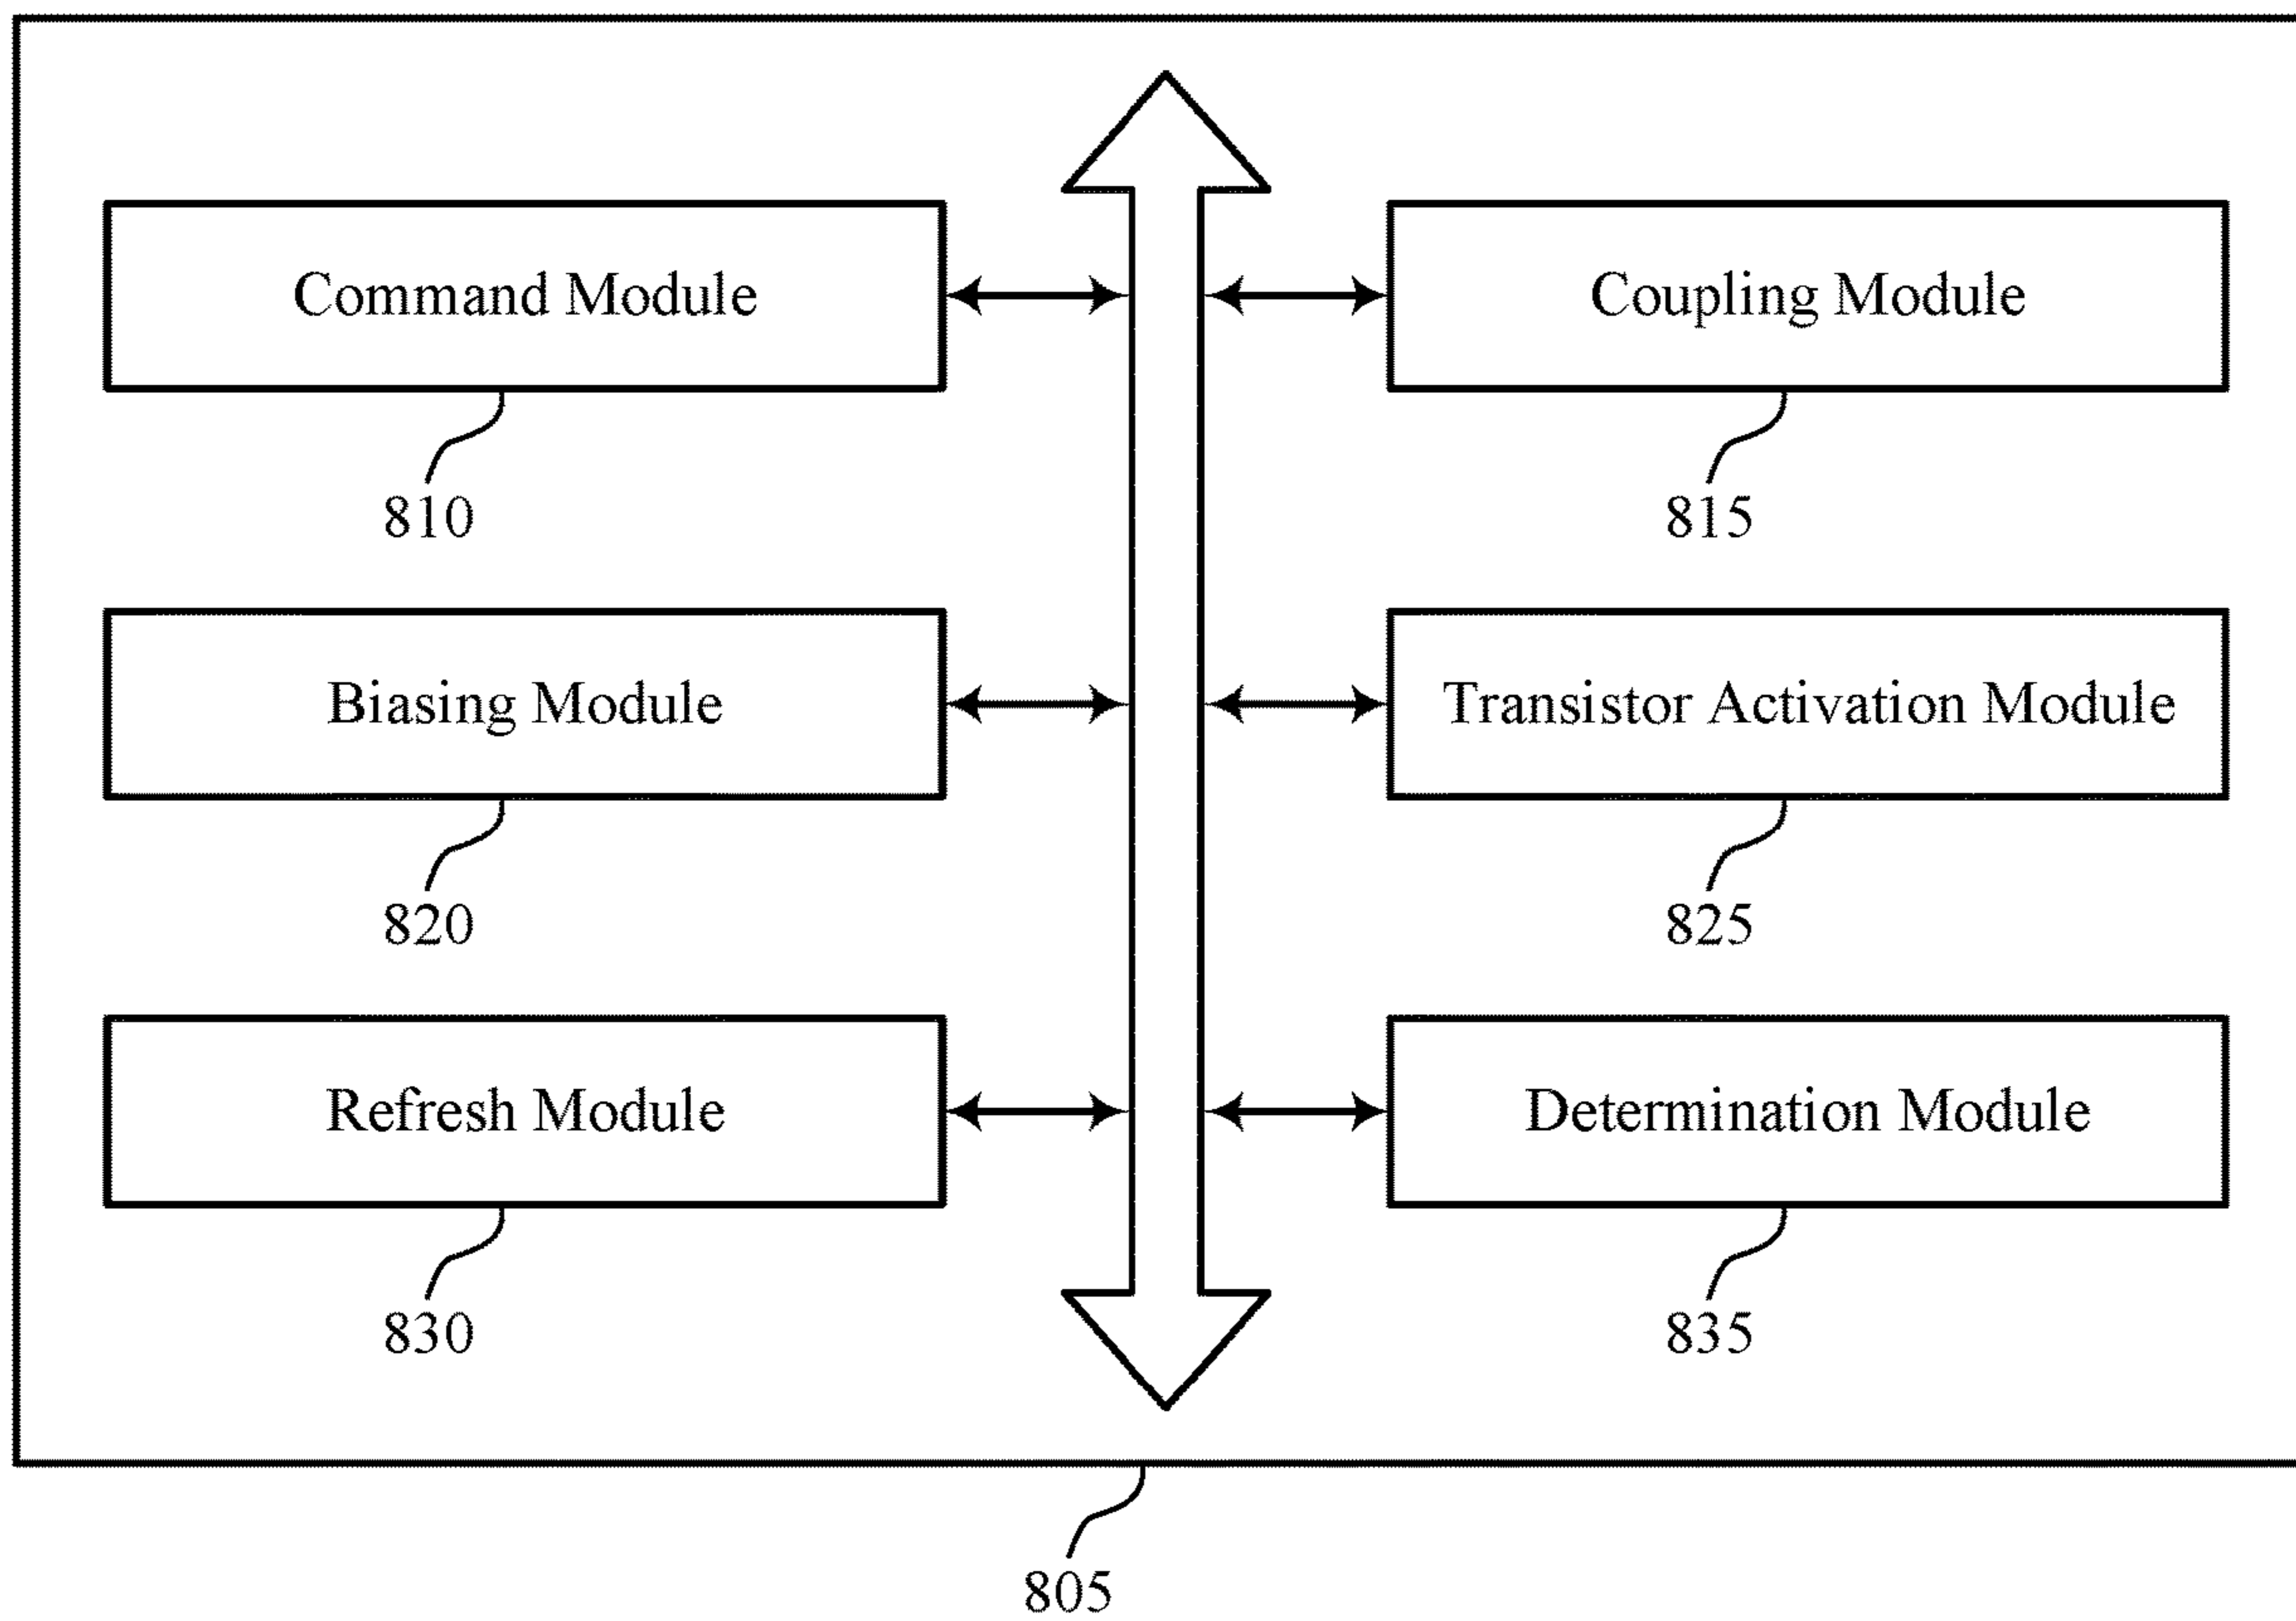 Command Module
Coupling Module
810
815
Biasing Module
Transistor Activation Module
820
825
Refresh Module
Determination Module
830
835
805